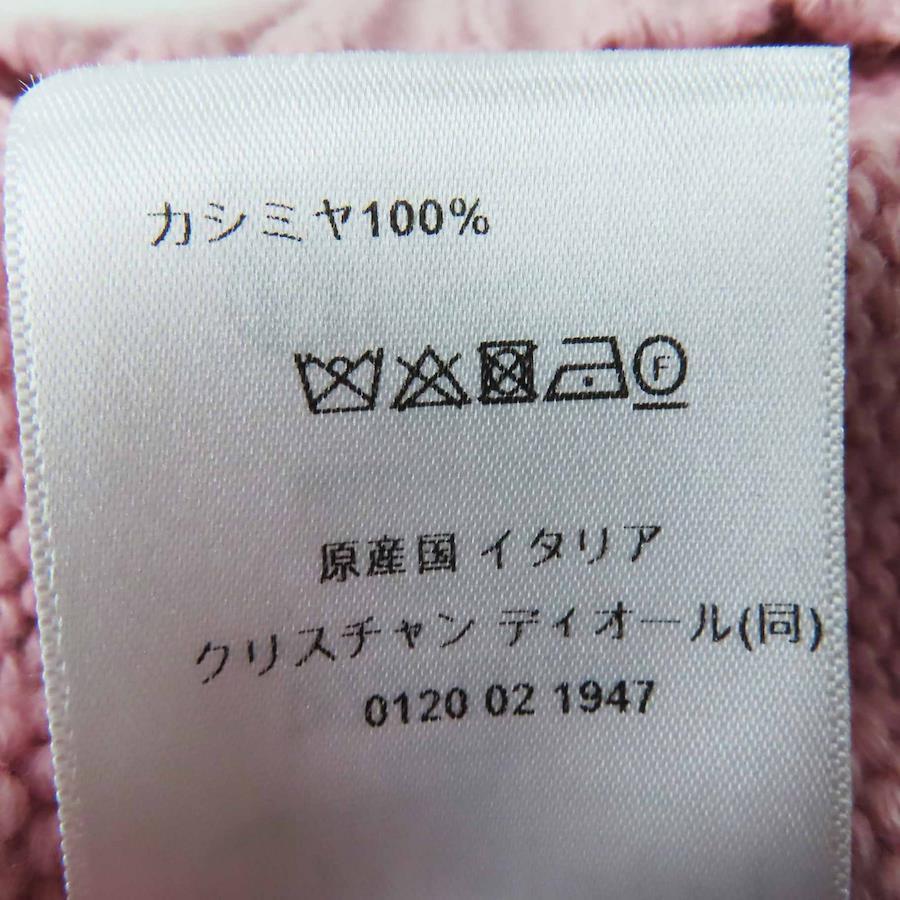 カシミヤ100%
F
原産国 イタリア
クリスチャン ディオール(同)
0120 02 1947